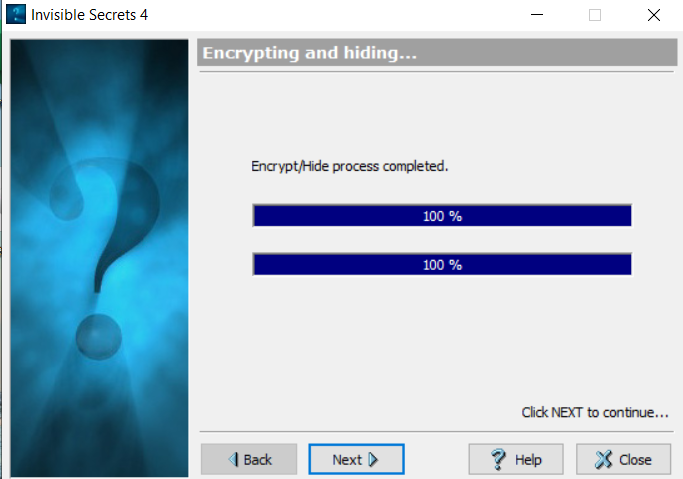 Invisible Secrets 4
Encrypting and hiding...
Encrypt/Hide process completed.
100 %
100 %
Click NEXT to continue...
Back
Next
Help
Close